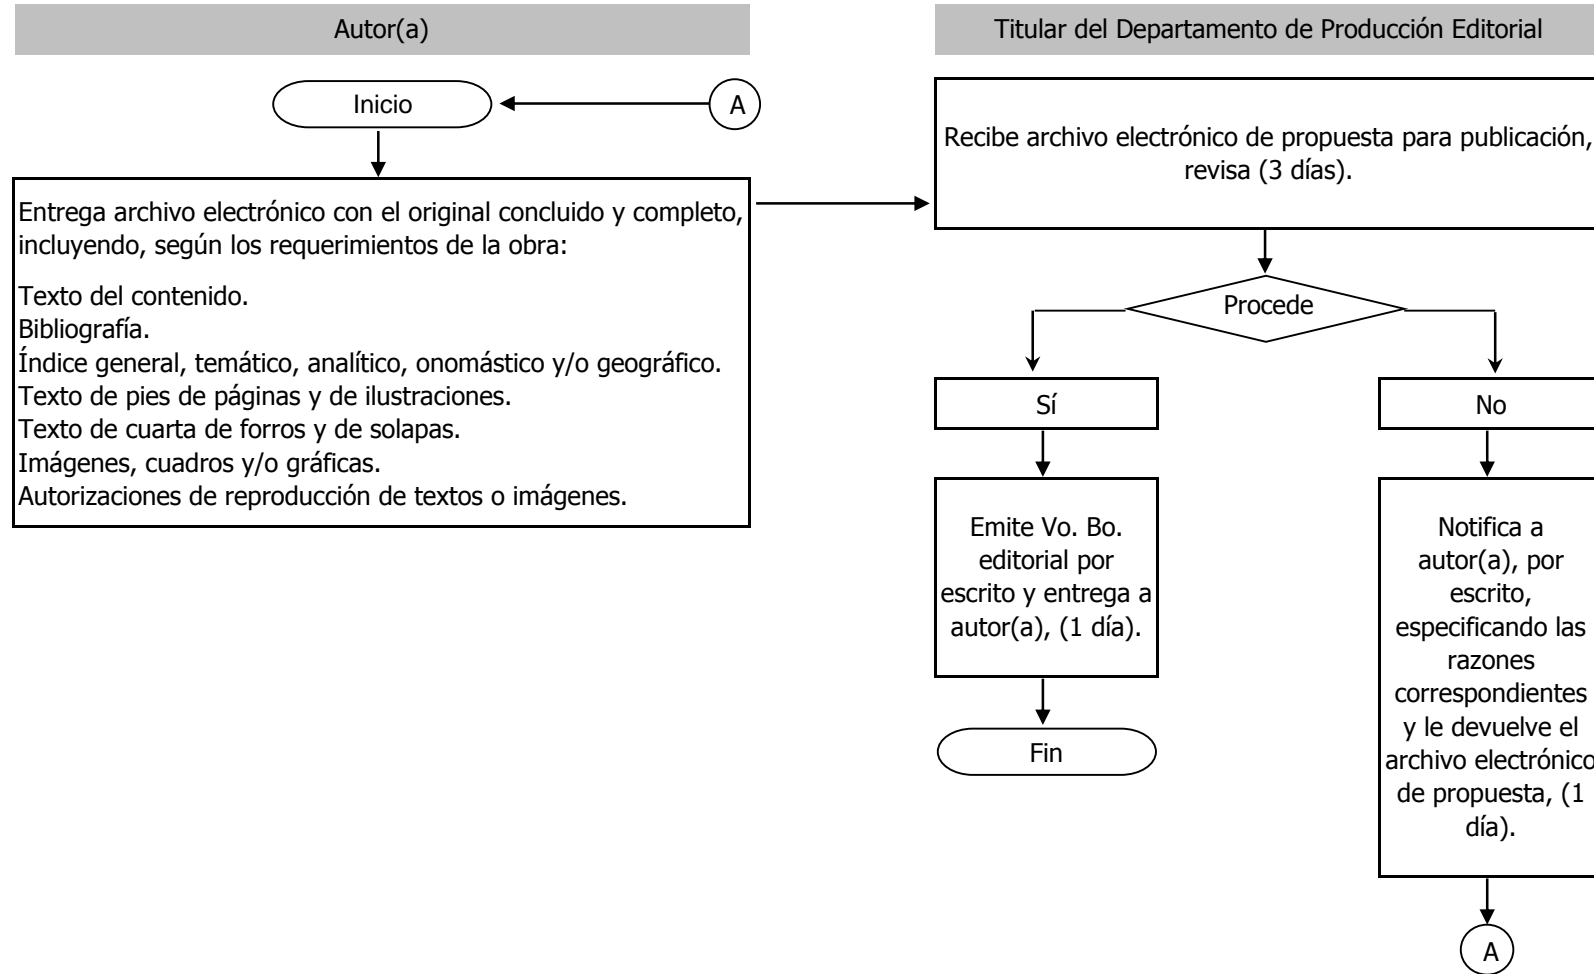 Autor(a)
Inicio
A
Entrega archivo electrónico con el original concluido y completo,
incluyendo, según los requerimientos de la obra:
Texto del contenido.
Bibliografía.
Índice general, temático, analítico, onomástico y/o geográfico.
Texto de pies de páginas y de ilustraciones.
Texto de cuarta de forros y de solapas.
Imágenes, cuadros y/o gráficas.
Autorizaciones de reproducción de textos o imágenes.
Titular del Departamento de Producción Editorial
Recibe archivo electrónico de propuesta para publicación,
revisa (3 días).
Procede
Sí
Emite Vo. Bo.
editorial por
escrito y entrega a
autor(a), (1 día).
Fin
No
Notifica a
autor(a), por
escrito,
especificando las
razones
correspondientes
y le devuelve el
archivo electrónico
de propuesta, (1
día).
A